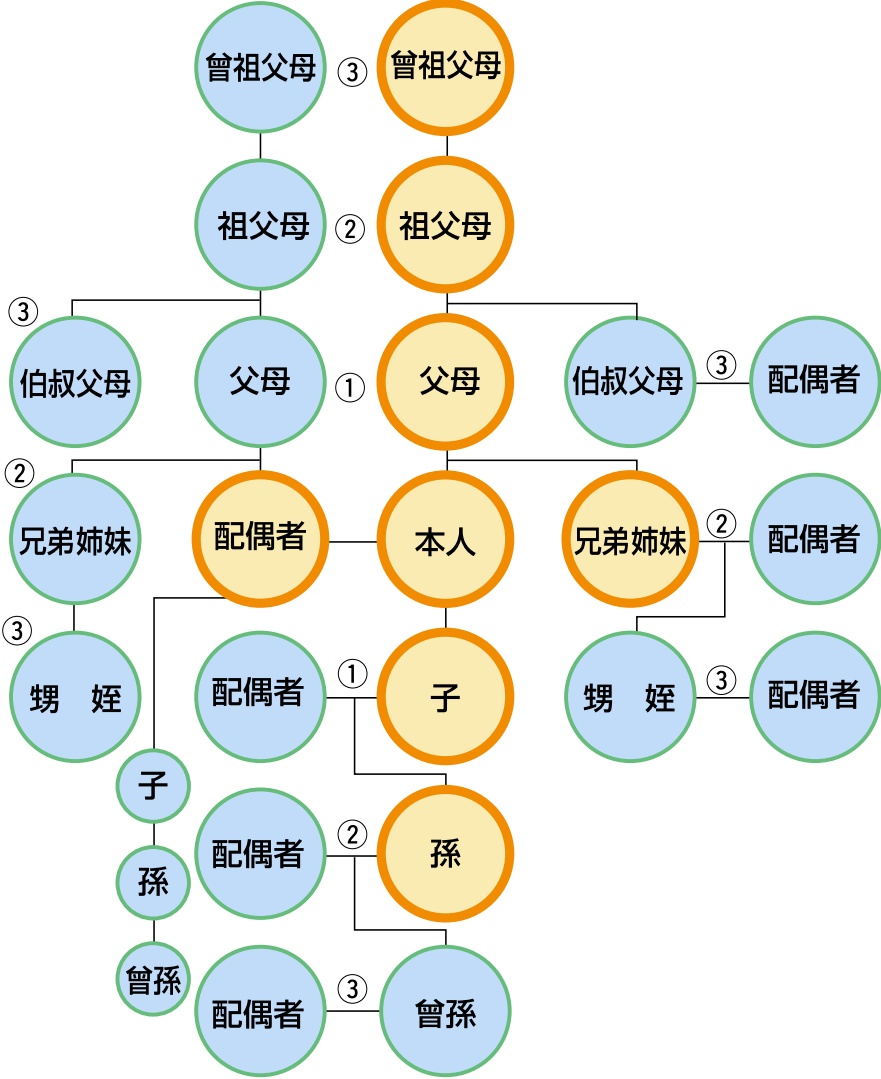 曾祖父母 ③ 曾祖父母
祖父母 ② 祖父母
③
伯叔父母 父母 ① 父母 伯叔父母 ③ 配偶者
②
兄弟姉妹 配偶者 本人 兄弟姉妹 ② 配偶者
③
甥 姪 配偶者 ① 子 甥 姪 ③ 配偶者
子
配偶者 ② 孫
孫
曾孫
配偶者 ③ 曾孫